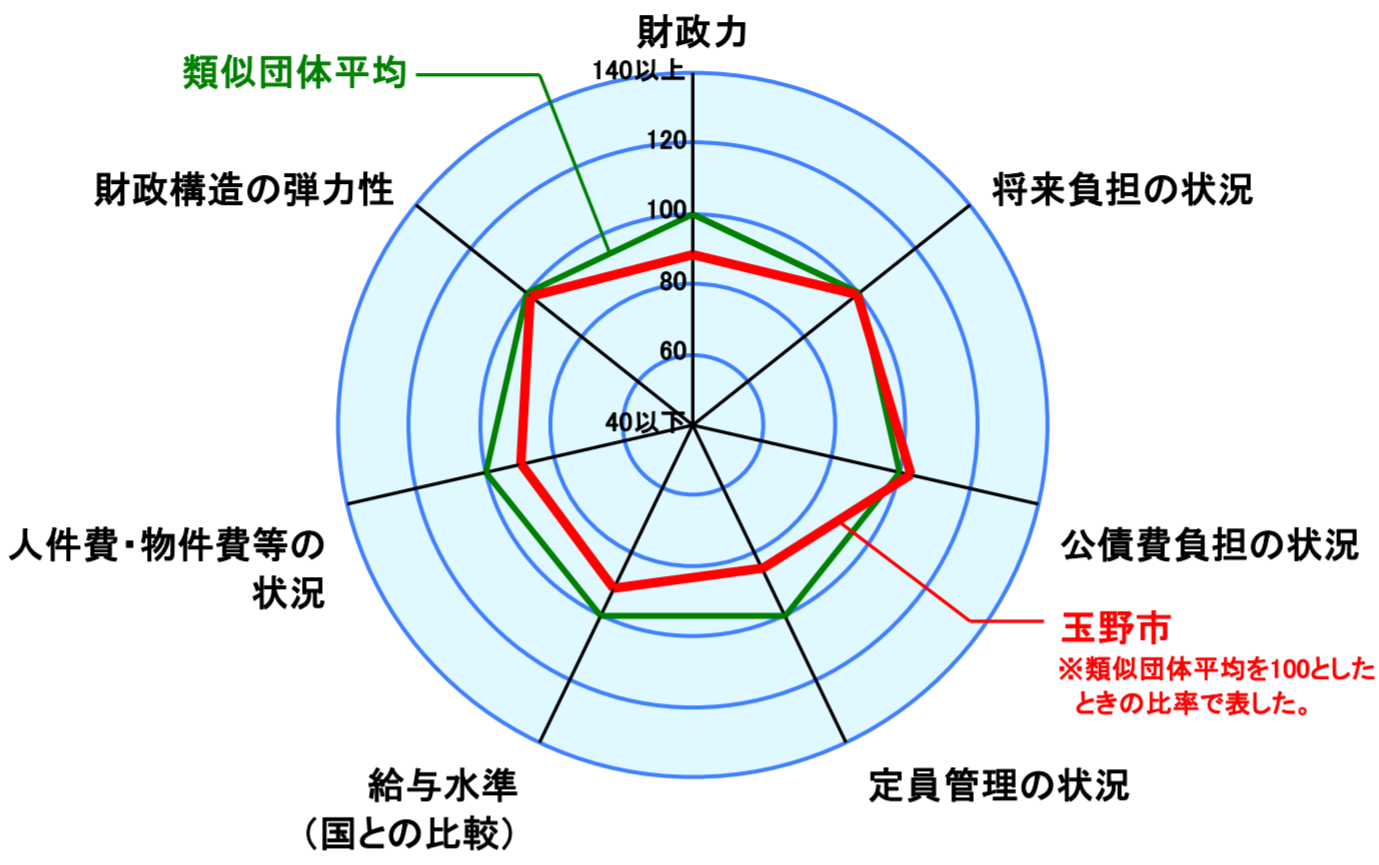 財政力
140以上
類似団体平均
120
財政構造の弾力性
将来負担の状況
100
80
60
40以下
人件費・物件費等の
状況
公債費負担の状況
玉野市
※類似団体平均を100とした
ときの比率で表した。
給与水準
（国との比較）
定員管理の状況